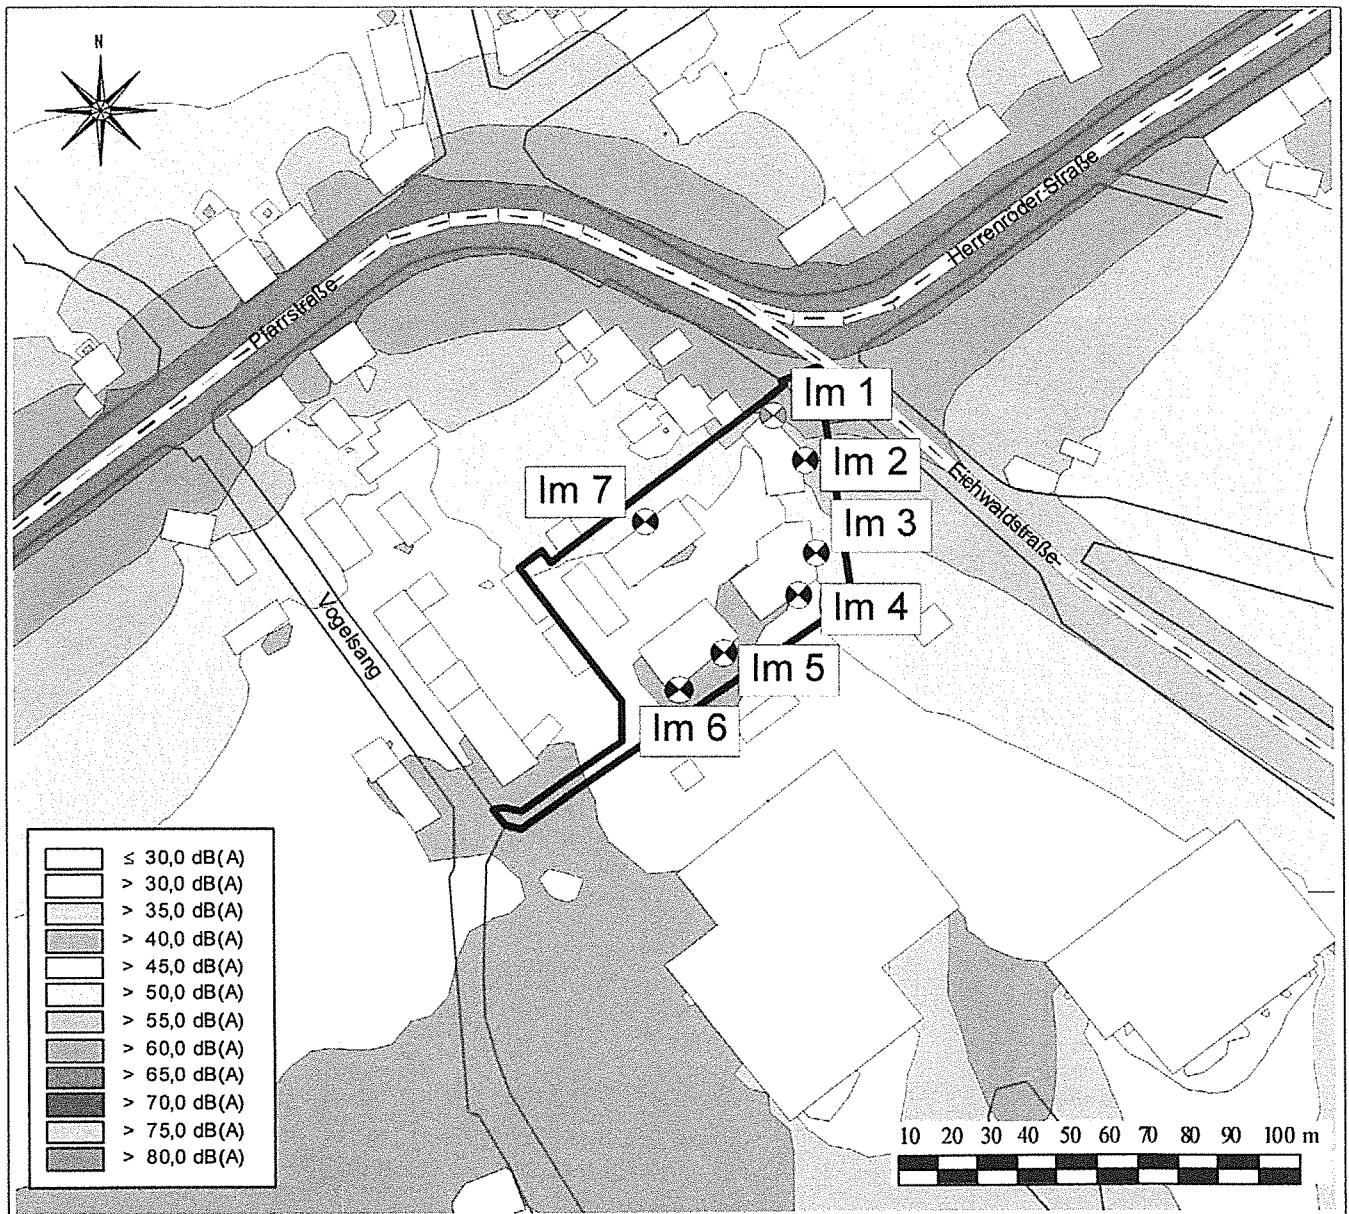 N
Herrenroder-Straße
Pfarrstraße
Im 1
Im 2
Im 7
Eichwaldstraße
Im 3
Vogelsang
Im 4
Im 5
Im 6
≤ 30,0 dB(A)
> 30,0 dB(A)
> 35,0 dB(A)
> 40,0 dB(A)
> 45,0 dB(A)
> 50,0 dB(A)
> 55,0 dB(A)
> 60,0 dB(A)
> 65,0 dB(A)
> 70,0 dB(A)
> 75,0 dB(A)
> 80,0 dB(A)
10 20 30 40 50 60 70 80 90 100 m